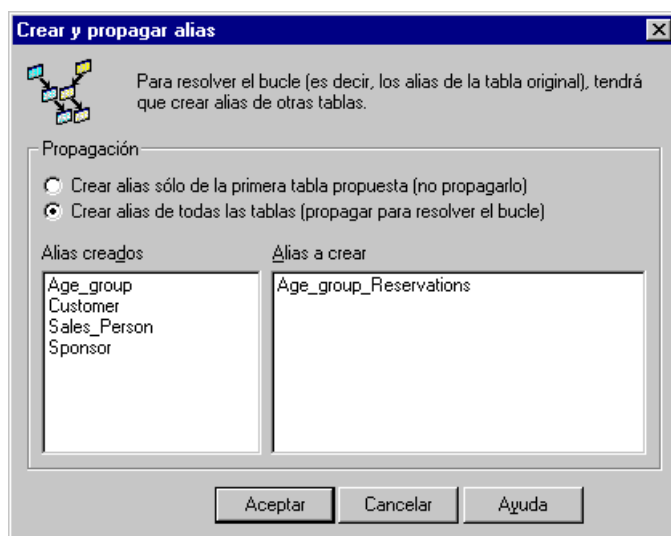 Crear y propagar alias
Para resolver el bucle (es decir, los alias de la tabla original), tendrá
que crear alias de otras tablas.
Propagación
Crear alias sólo de la primera tabla propuesta (no propagarlo)
Crear alias de todas las tablas (propagar para resolver el bucle)
Alias creados
Alias a crear
Age_group
Customer
Sales_Person
Sponsor
Age_group_Reservations
Aceptar
Cancelar
Ayuda